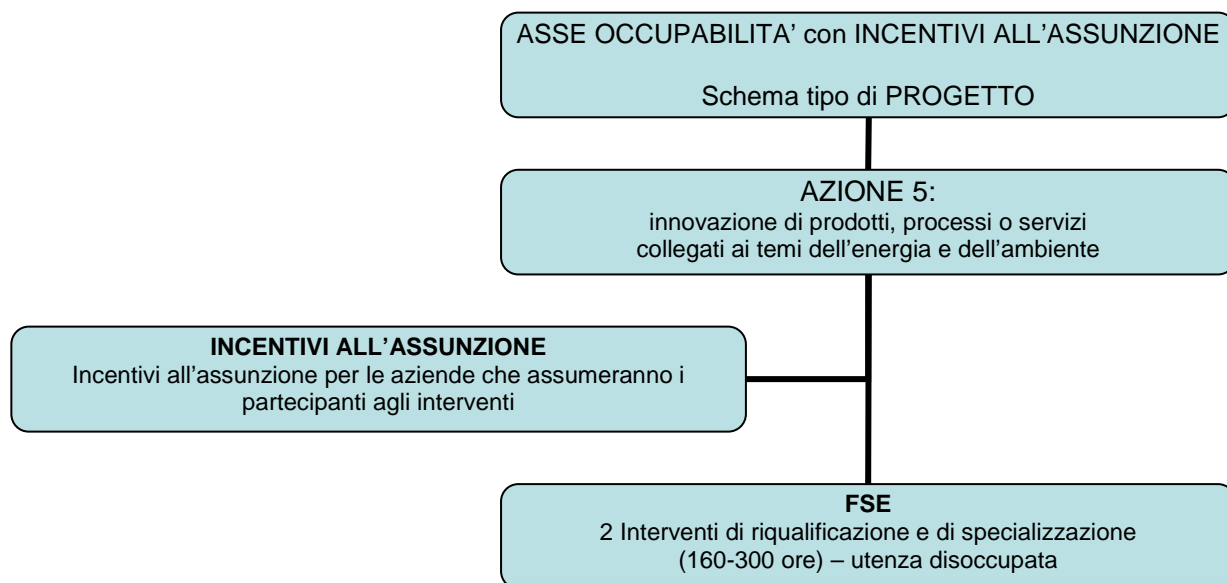 ASSE OCCUPABILITA’ con INCENTIVI ALL’ASSUNZIONE
Schema tipo di PROGETTO
AZIONE 5:
innovazione di prodotti, processi o servizi
collegati ai temi dell’energia e dell’ambiente
INCENTIVI ALL’ASSUNZIONE
Incentivi all’assunzione per le aziende che assumeranno i
partecipanti agli interventi
FSE
2 Interventi di riqualificazione e di specializzazione
(160-300 ore) – utenza disoccupata